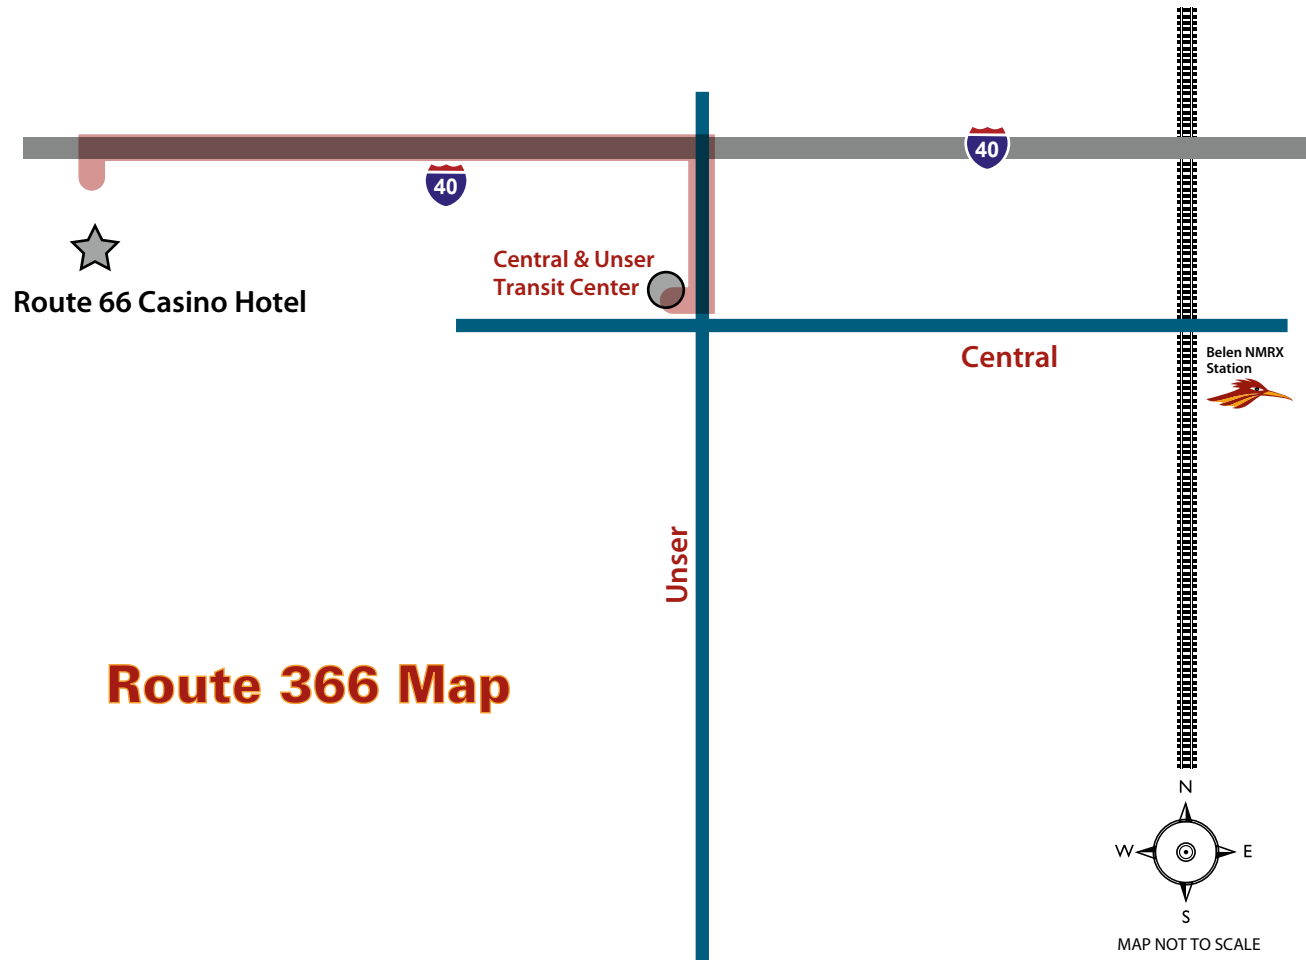 40
40
Central & Unser
Transit Center
Route 66 Casino Hotel
Central
Belen NMRX
Station
Unser
Route 366 Map
N
W
E
S
MAP NOT TO SCALE